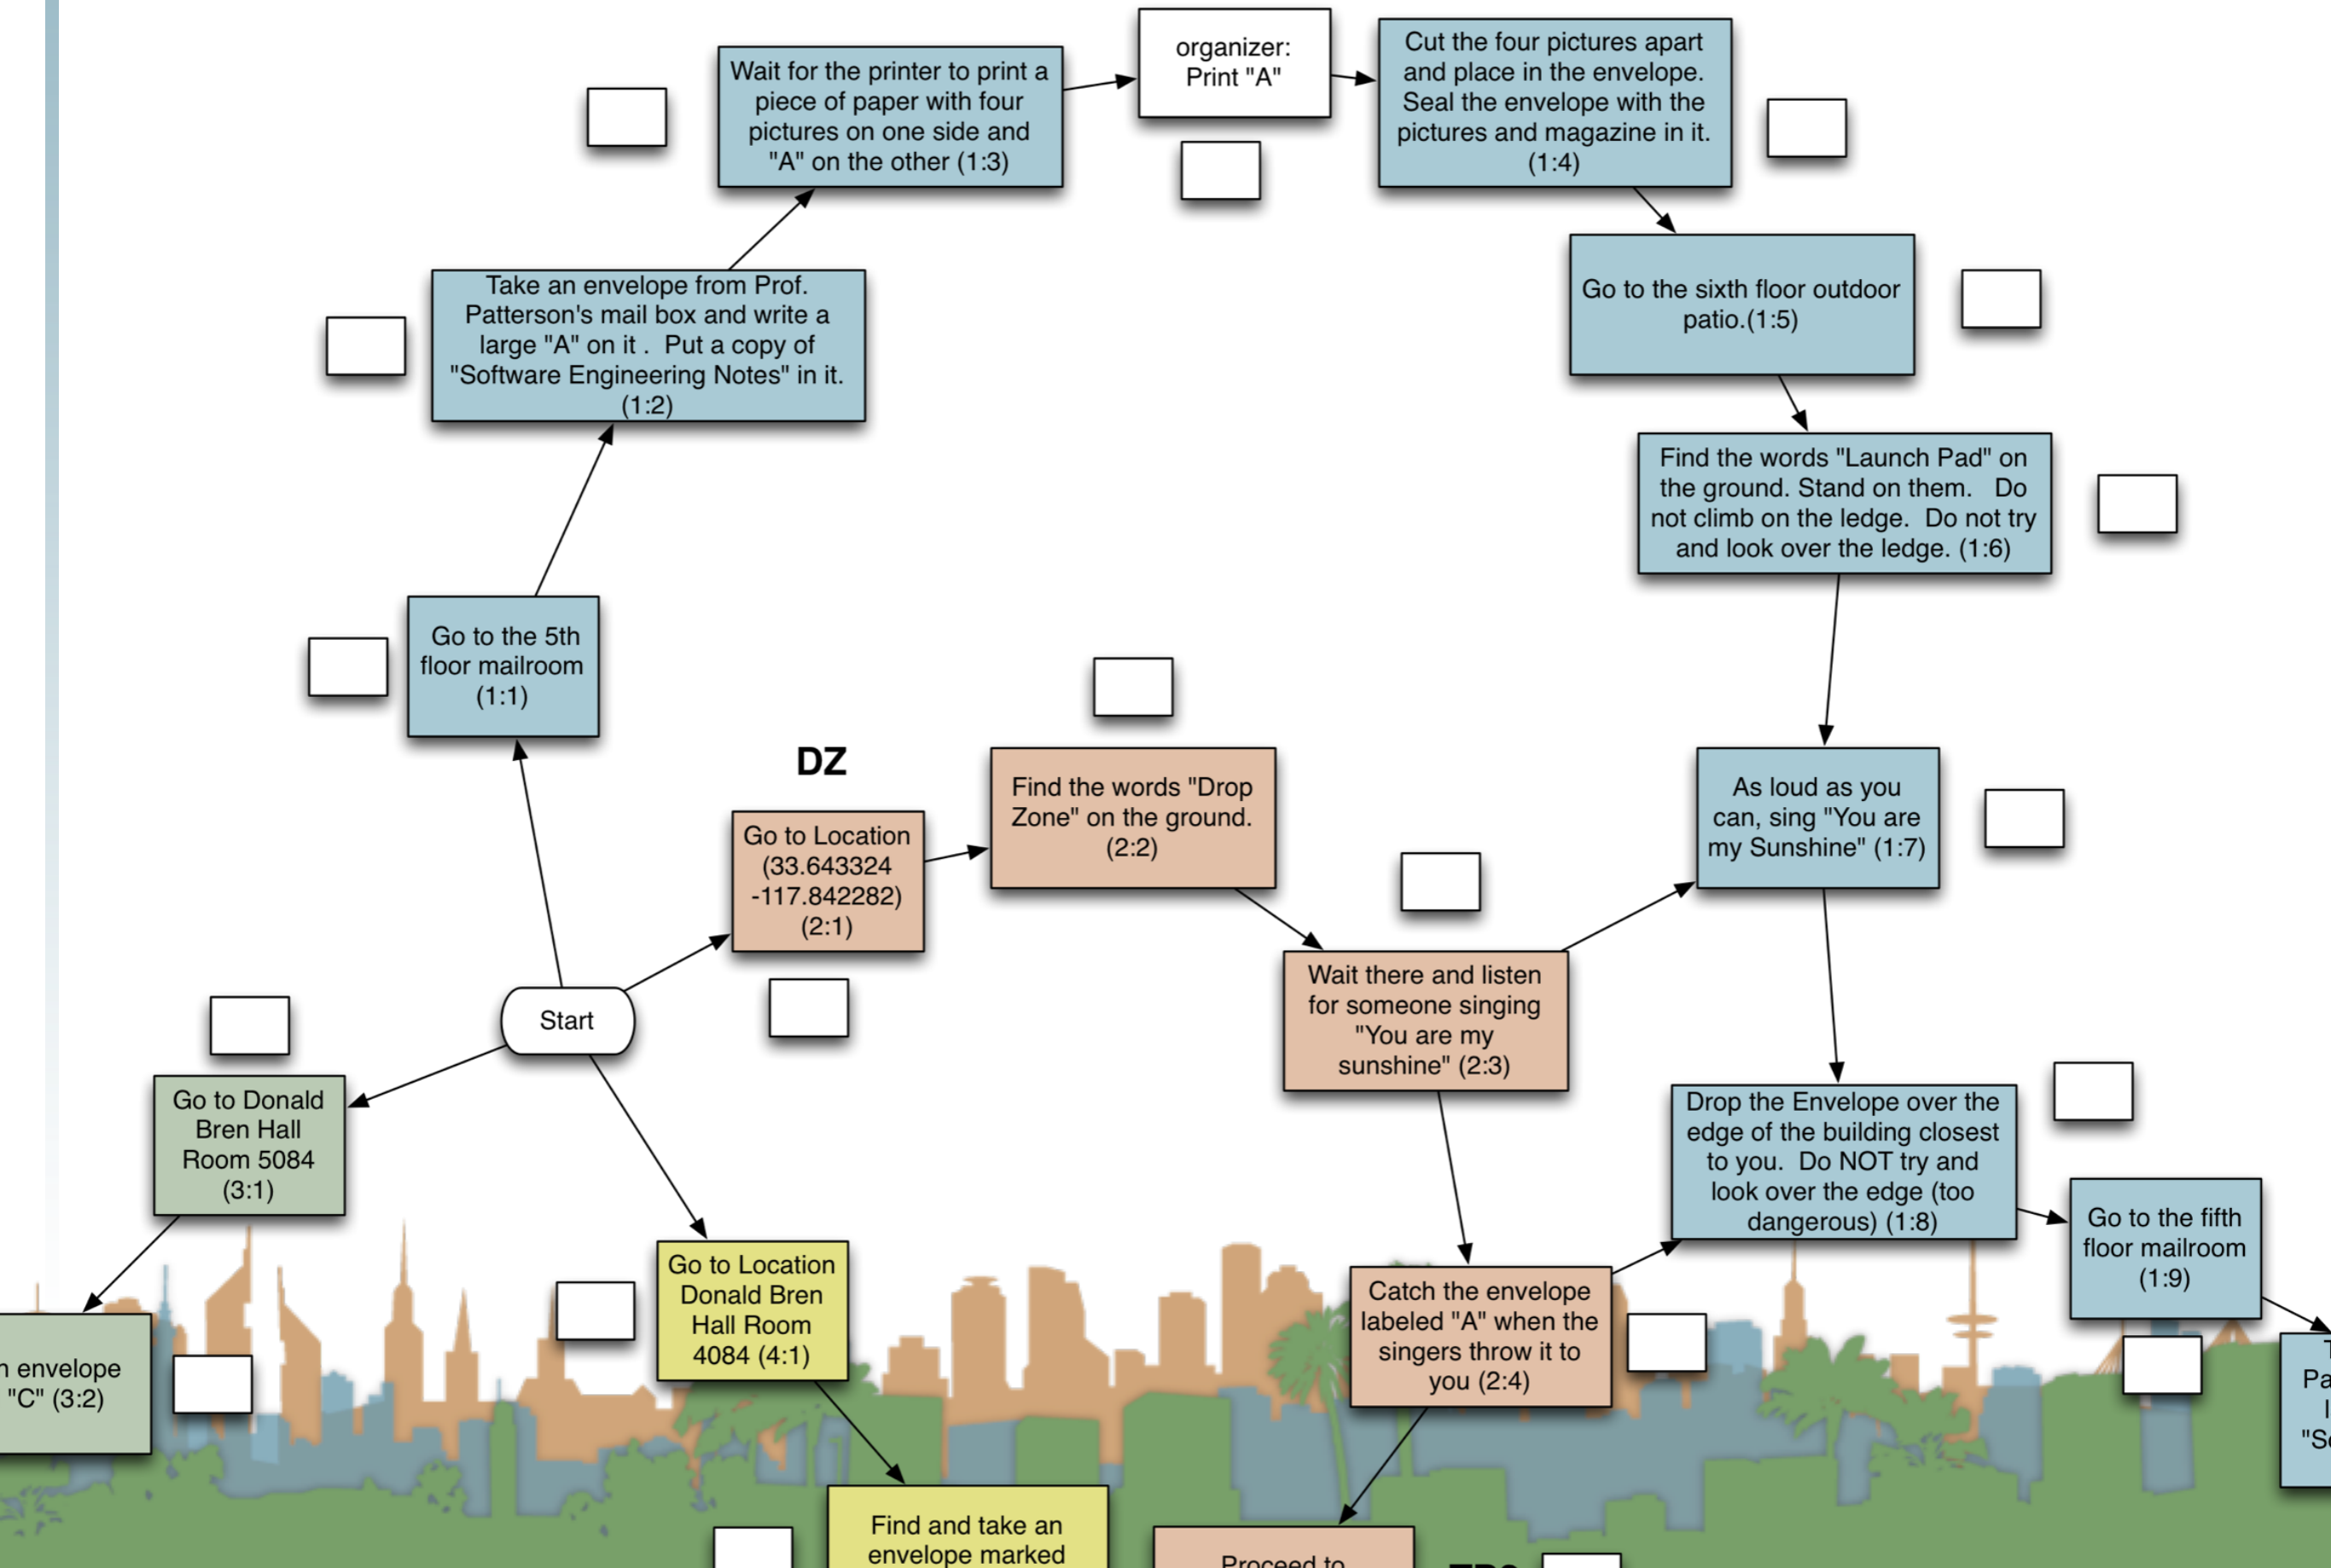 organizer:
Print "A"
Wait for the printer to print a
piece of paper with four
pictures on one side and
"A" on the other (1:3)
Cut the four pictures apart
and place in the envelope.
Seal the envelope with the
pictures and magazine in it.
(1:4)
Take an envelope from Prof.
Patterson's mail box and write a
large "A" on it .  Put a copy of
"Software Engineering Notes" in it.
(1:2)
Go to the sixth floor outdoor
patio.(1:5)
Find the words "Launch Pad" on
the ground. Stand on them.   Do
not climb on the ledge.  Do not try
and look over the ledge. (1:6)
Go to the 5th
floor mailroom
(1:1)
DZ
Go to Location
(33.643324
-117.842282)
(2:1)
Find the words "Drop
Zone" on the ground.
(2:2)
As loud as you
can, sing "You are
my Sunshine" (1:7)
Start
Wait there and listen
for someone singing
"You are my
sunshine" (2:3)
Go to Donald
Bren Hall
Room 5084
(3:1)
Drop the Envelope over the
edge of the building closest
to you.  Do NOT try and
look over the edge (too
dangerous) (1:8)
Go to the fifth
floor mailroom
(1:9)
Go to Location
Donald Bren
Hall Room
4084 (4:1)
Catch the envelope
labeled "A" when the
singers throw it to
you (2:4)
envelope
"C" (3:2)
Find and take an
envelope marked
Proceed to